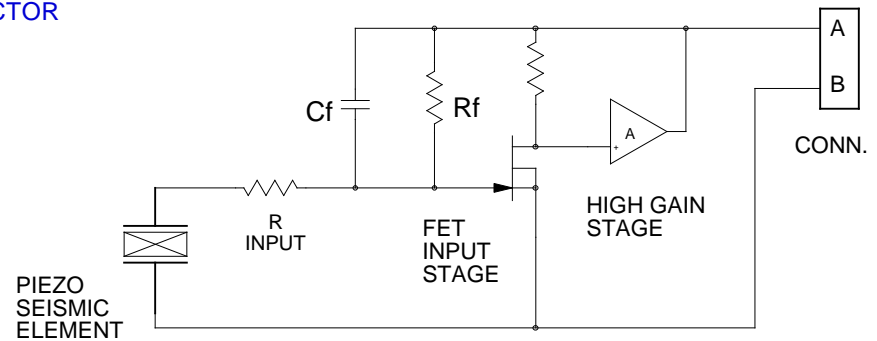 CTOR
A
B
CONN.
Cf
Rf
A
+
R
INPUT
FET
INPUT
STAGE
HIGH GAIN
STAGE
PIEZO
SEISMIC
ELEMENT